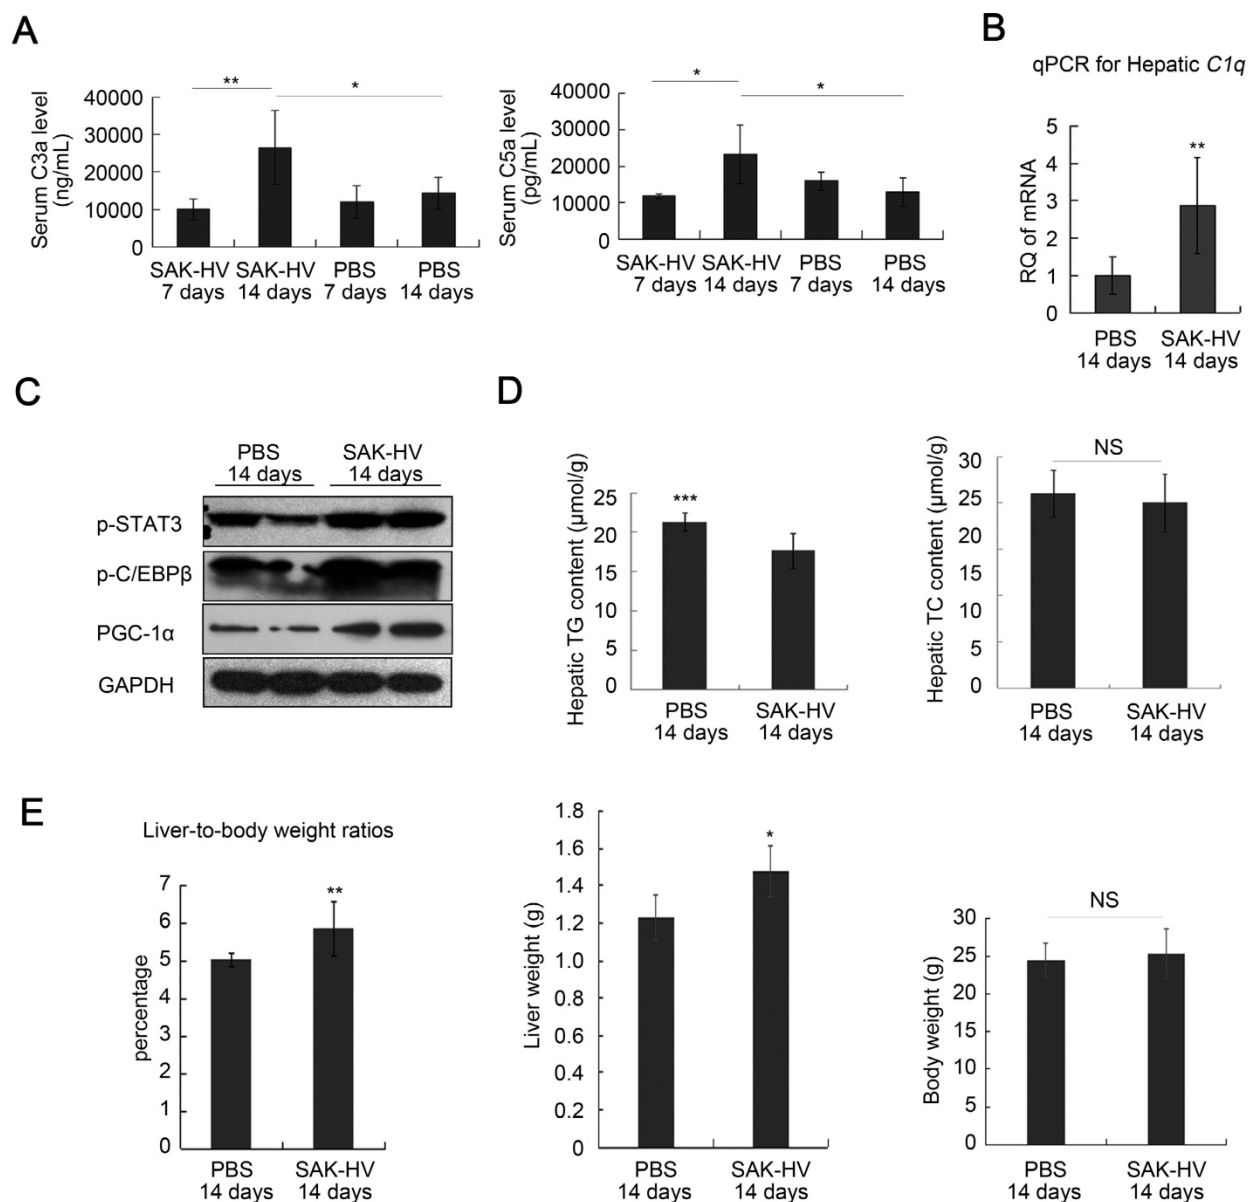 A
B
qPCR for Hepatic C1q
** *
Serum C3a level
(ng/mL)
40000
30000
20000
10000
0
SAK-HV
7 days
SAK-HV
14 days
PBS
7 days
PBS
14 days
* *
Serum C5a level
(pg/mL)
40000
30000
20000
10000
0
SAK-HV
7 days
SAK-HV
14 days
PBS
7 days
PBS
14 days
RQ of mRNA
5
4
3
2
1
0
**
PBS
14 days
SAK-HV
14 days
C
PBS
14 days
SAK-HV
14 days
p-STAT3
p-C/EBPβ
PGC-1α
GAPDH
D
Hepatic TG content (μmol/g)
25
20
15
20
10
5
0
***
PBS
14 days
SAK-HV
14 days
Hepatic TC content (μmol/g)
30
25
20
15
10
5
0
NS
PBS
14 days
SAK-HV
14 days
E
Liver-to-body weight ratios
percentage
7
6
5
4
3
2
1
0
**
PBS
14 days
SAK-HV
14 days
Liver weight (g)
1.8
1.6
1.4
1.2
1.0
0.8
0.6
0.4
0.2
0
*
PBS
14 days
SAK-HV
14 days
Body weight (g)
30
25
20
15
10
5
0
NS
PBS
14 days
SAK-HV
14 days